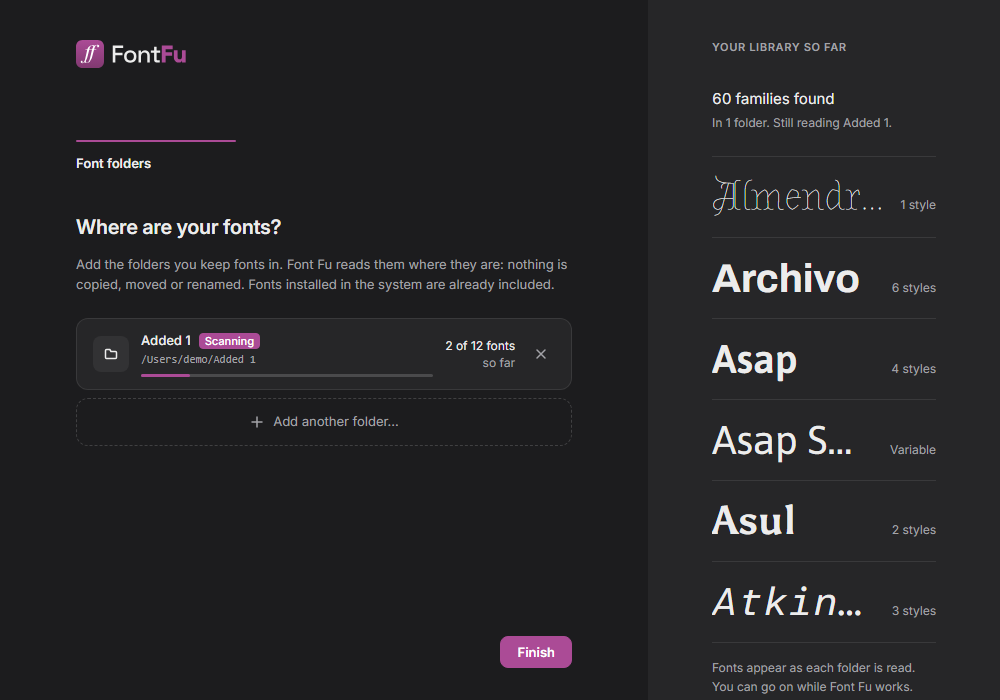 ff FontFu
Font folders
Where are your fonts?
Add the folders you keep fonts in. Font Fu reads them where they are: nothing is
copied, moved or renamed. Fonts installed in the system are already included.
Added 1 Scanning
/Users/demo/Added 1
2 of 12 fonts
so far
Add another folder...
Finish
YOUR LIBRARY SO FAR
60 families found
In 1 folder. Still reading Added 1.
Almendr... 1 style
Archivo 6 styles
Asap 4 styles
Asap S... Variable
Asul 2 styles
Atkin... 3 styles
Fonts appear as each folder is read.
You can go on while Font Fu works.